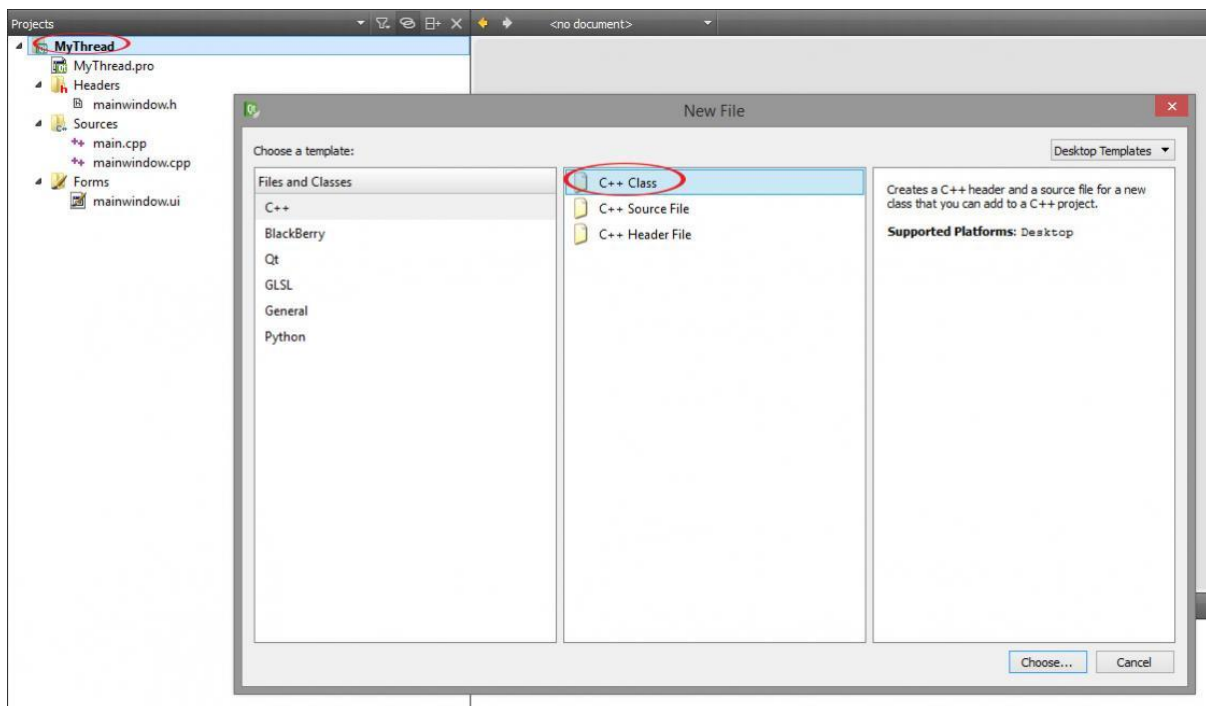 Projects
<no document>
MyThread
MyThread.pro
Headers
mainwindow.h
Sources
main.cpp
mainwindow.cpp
Forms
mainwindow.ui
New File
Choose a template:
Desktop Templates
Files and Classes
C++
BlackBerry
Qt
GLSL
General
Python
C++ Class
C++ Source File
C++ Header File
Creates a C++ header and a source file for a new
class that you can add to a C++ project.
Supported Platforms: Desktop
Choose...
Cancel